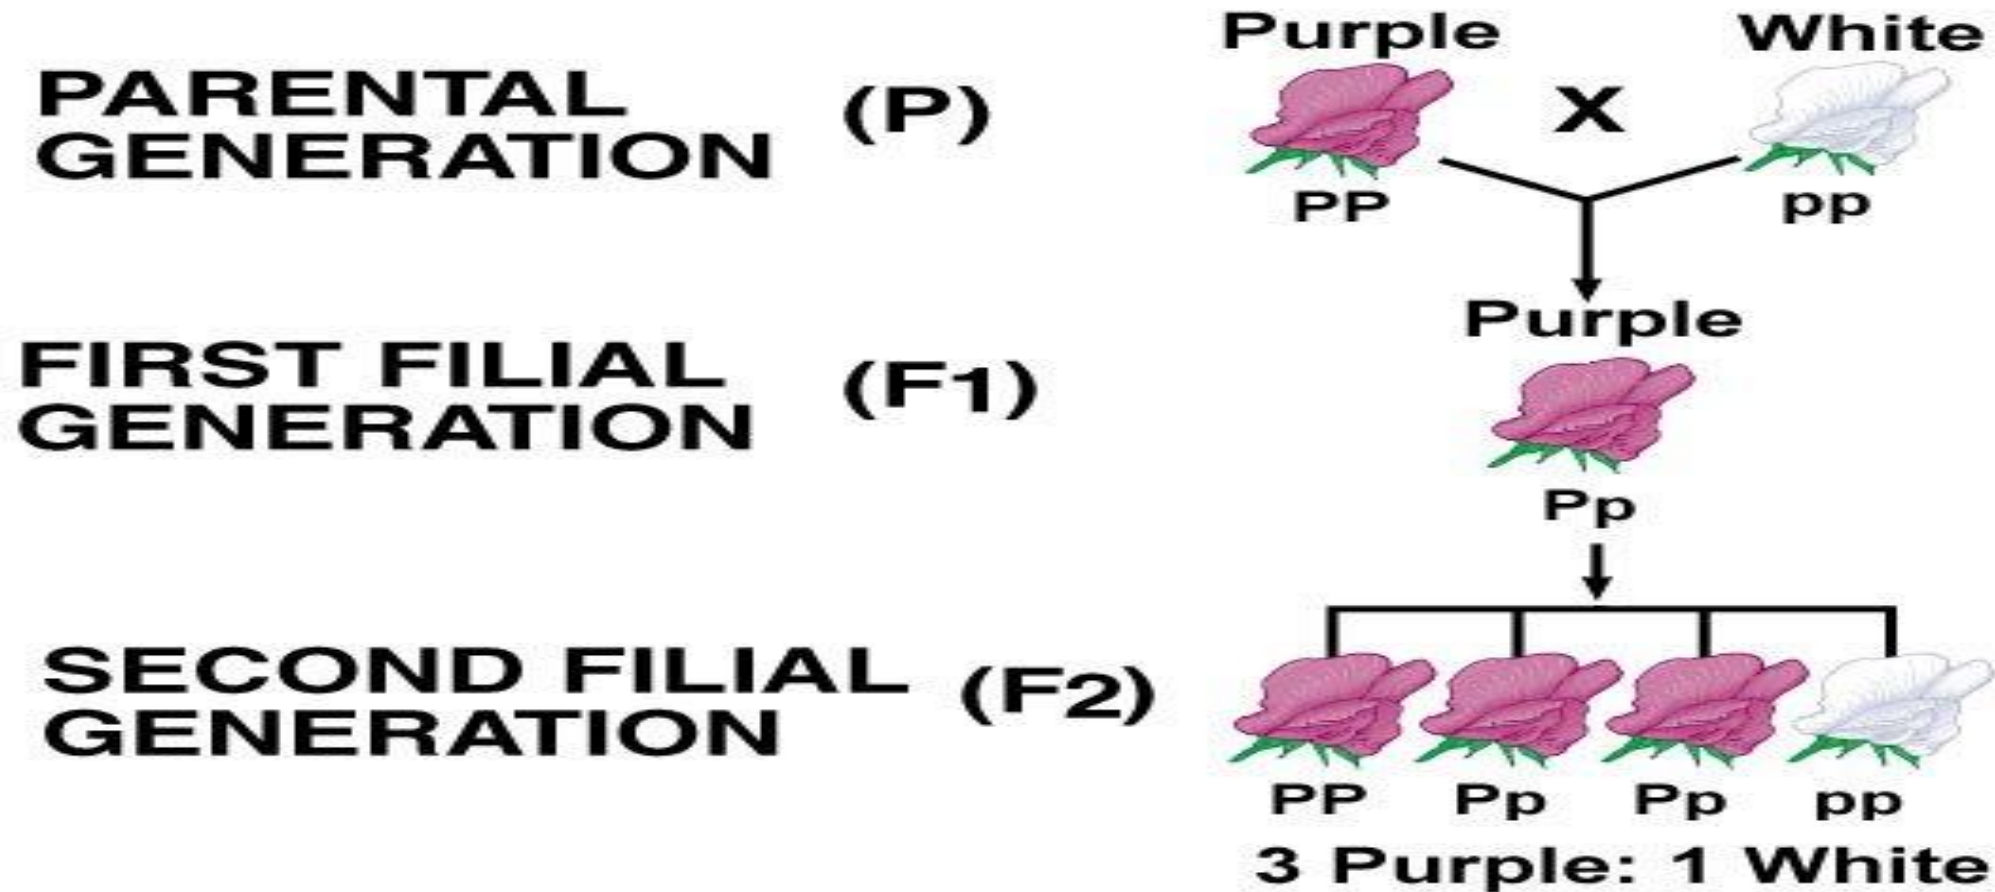 Purple White
PARENTAL (P) X
GENERATION
PP pp
Purple
FIRST FILIAL (F1)
GENERATION
Pp
SECOND FILIAL (F2)
GENERATION
PP Pp Pp pp
3 Purple: 1 White